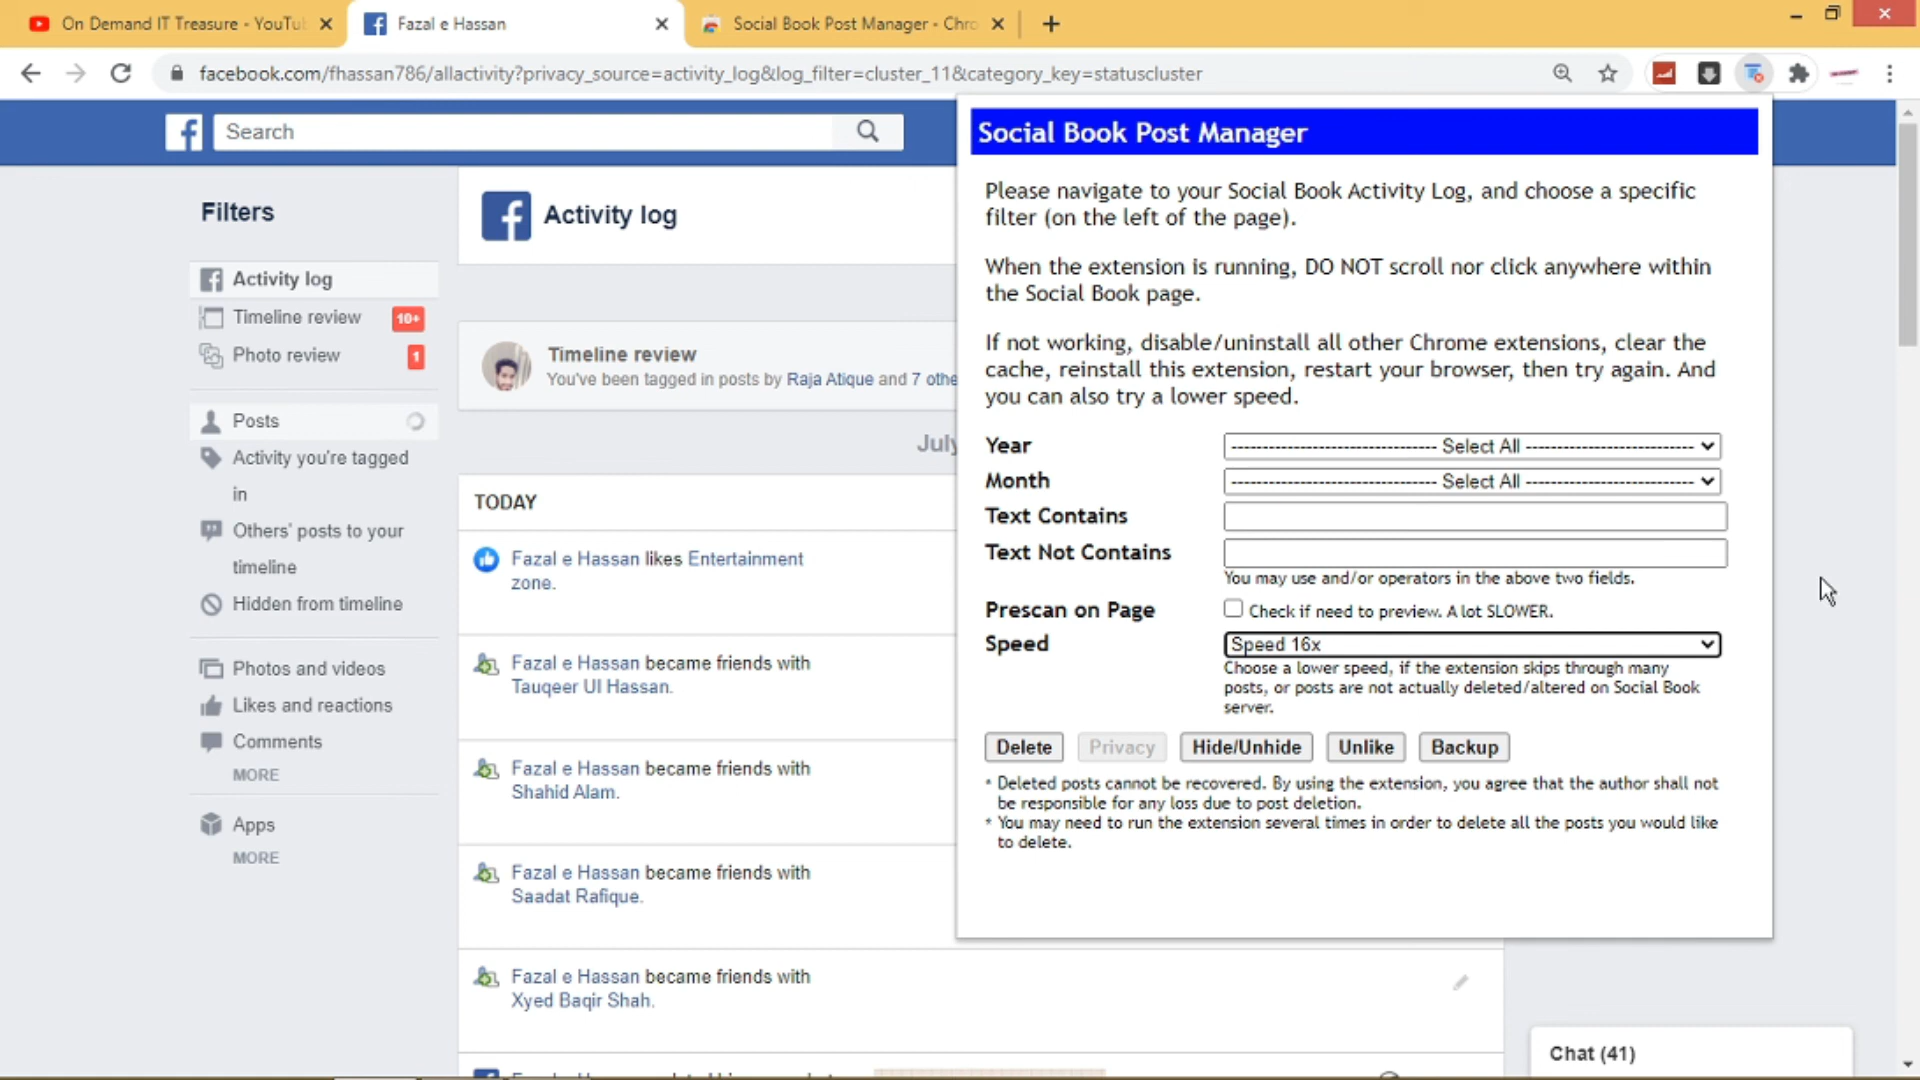 On Demand IT Treasure - YouTu
Fazal e Hassan
Social Book Post Manager - Chro
facebook.com/fhassan786/allactivity?privacy_source=activity_log&log_filter=cluster_11&category_key=statuscluster
Search
Filters
Activity log
Timeline review 10+
Photo review 1
Posts
Activity you're tagged
in
Others' posts to your
timeline
Hidden from timeline
Photos and videos
Likes and reactions
Comments
MORE
Apps
MORE
Activity log
Timeline review
You've been tagged in posts by Raja Atique and 7 othe
July
TODAY
Fazal e Hassan likes Entertainment
zone.
Fazal e Hassan became friends with
Tauqeer Ul Hassan.
Fazal e Hassan became friends with
Shahid Alam.
Fazal e Hassan became friends with
Saadat Rafique.
Fazal e Hassan became friends with
Xyed Baqir Shah.
Social Book Post Manager
Please navigate to your Social Book Activity Log, and choose a specific
filter (on the left of the page).
When the extension is running, DO NOT scroll nor click anywhere within
the Social Book page.
If not working, disable/uninstall all other Chrome extensions, clear the
cache, reinstall this extension, restart your browser, then try again. And
you can also try a lower speed.
Year -------------------------------- Select All --------------------------
Month -------------------------------- Select All --------------------------
Text Contains
Text Not Contains
You may use and/or operators in the above two fields.
Prescan on Page Check if need to preview. A lot SLOWER.
Speed Speed 16x
Choose a lower speed, if the extension skips through many
posts, or posts are not actually deleted/altered on Social Book
server.
Delete Privacy Hide/Unhide Unlike Backup
* Deleted posts cannot be recovered. By using the extension, you agree that the author shall not
be responsible for any loss due to post deletion.
* You may need to run the extension several times in order to delete all the posts you would like
to delete.
Chat (41)